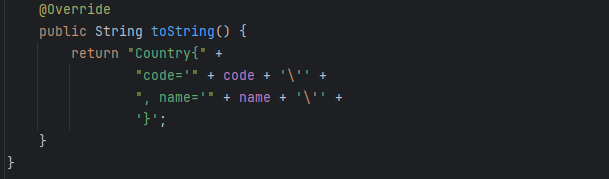 @Override
public String toString() {
return "Country{" +
"code='" + code + '\'' +
", name='" + name + '\'' +
'}';
}
}